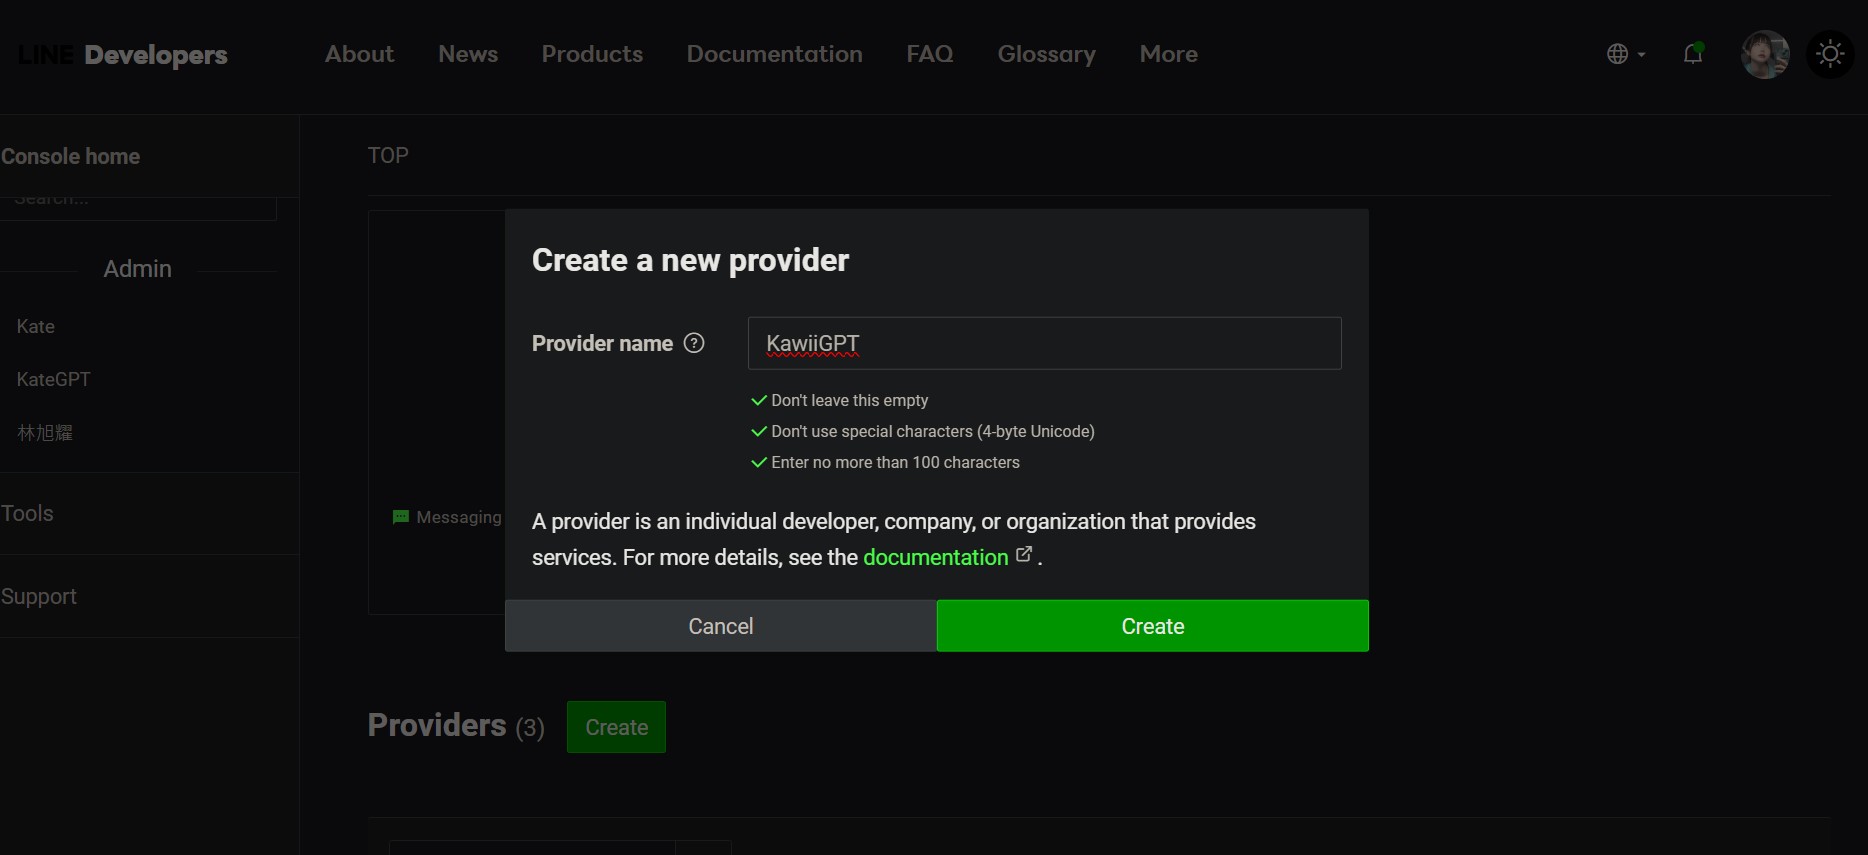 LINE Developers
About News Products Documentation FAQ Glossary More
Console home
Search...
Admin
Kate
KateGPT
林旭耀
Tools
Support
TOP
Messaging
Create a new provider
Provider name ?
KawiiGPT
Don't leave this empty
Don't use special characters (4-byte Unicode)
Enter no more than 100 characters
A provider is an individual developer, company, or organization that provides
services. For more details, see the documentation .
Cancel Create
Providers (3) Create